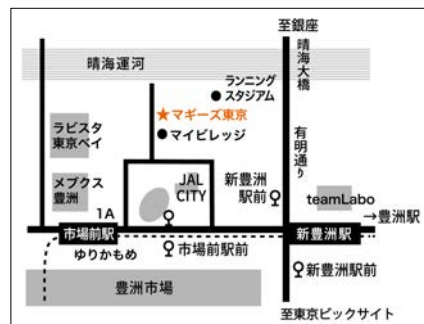 至銀座
晴海運河
晴海大橋
ランニング
スタジアム
マギーズ東京
マイビレッジ
ラビスタ
東京ベイ
有明通り
メブクス
豊洲
JAL
CITY
新豊洲
駅前
teamLabo
→豊洲駅
1A
市場前駅
新豊洲駅
ゆりかもめ
市場前駅前
新豊洲駅前
豊洲市場
至東京ビックサイト